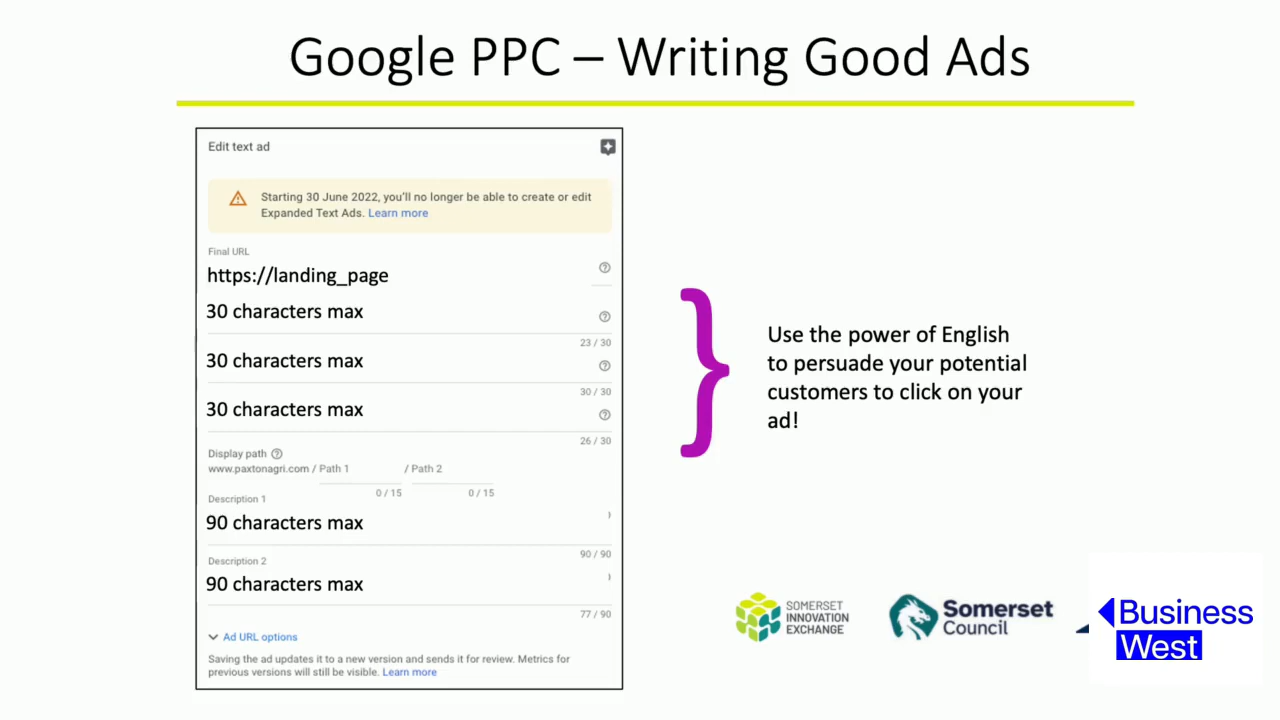 Google PPC – Writing Good Ads
Edit text ad
Starting 30 June 2022, you'll no longer be able to create or edit
Expanded Text Ads. Learn more
Final URL
https://landing_page
30 characters max
23 / 30
30 characters max
30 / 30
30 characters max
26 / 30
Display path
www.paxtonagri.com / Path 1 / Path 2
0 / 15 0 / 15
Description 1
90 characters max
90 / 90
Description 2
90 characters max
77 / 90
Ad URL options
Saving the ad updates it to a new version and sends it for review. Metrics for
previous versions will still be visible. Learn more
Use the power of English
to persuade your potential
customers to click on your
ad!
SOMERSET
INNOVATION
EXCHANGE
Somerset
Council
Business
West